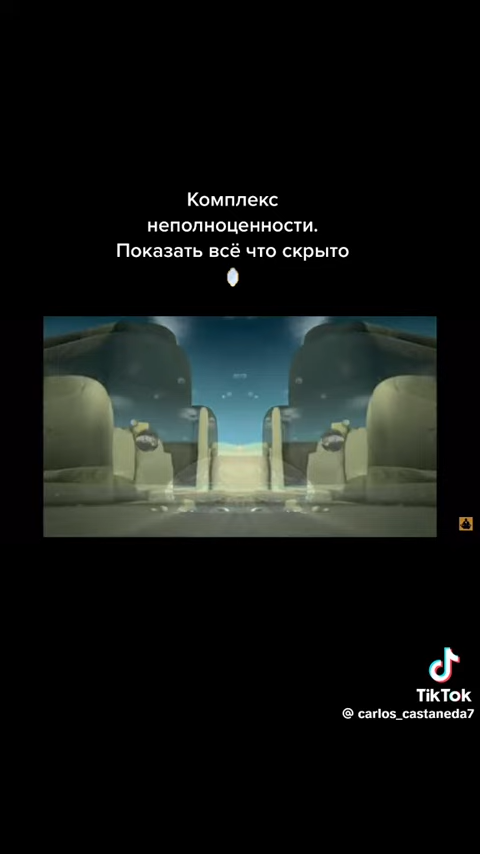 Комплекс
неполноценности.
Показать всё что скрыто
TikTok
@ carlos_castaneda7